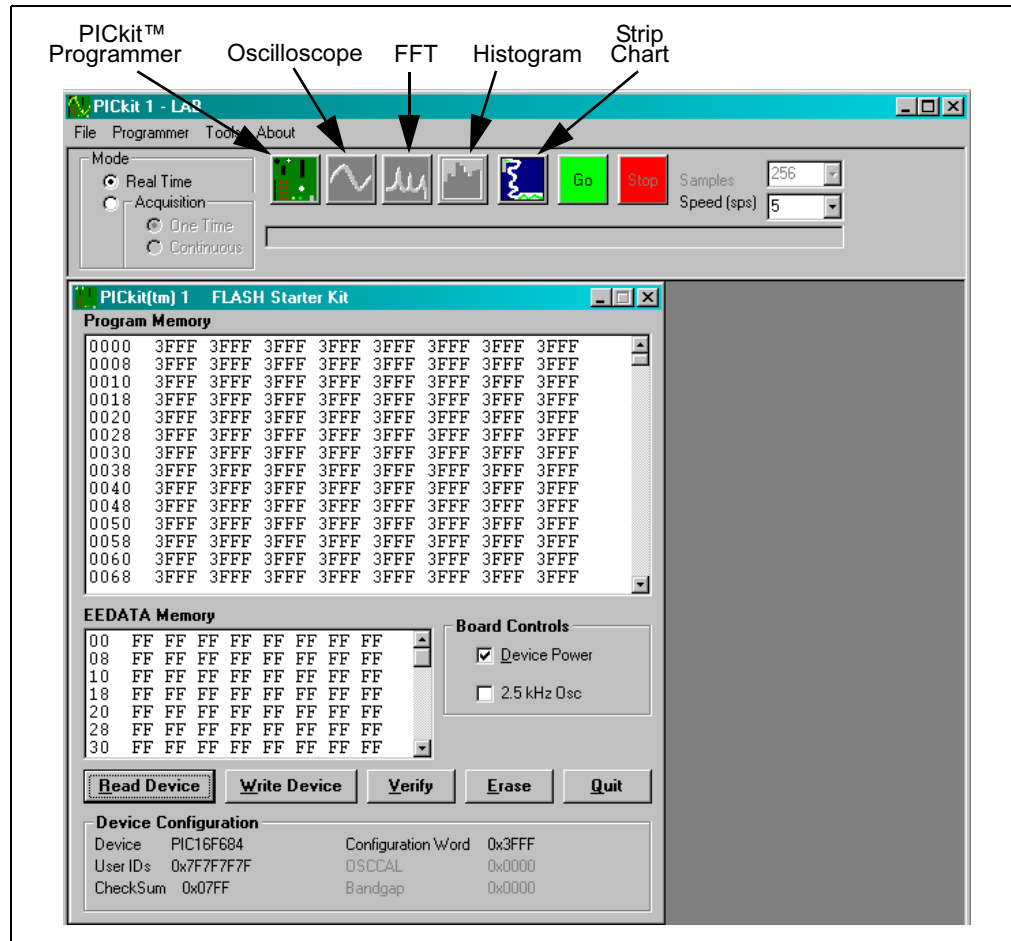 PICkit™
Programmer
Oscilloscope
FFT
Histogram
Strip
Chart
PICkit 1 - LAB
File Programmer Tools About
Mode
Real Time
Acquisition
One Time
Continuous
Go
Stop
Samples 256
Speed (sps) 5
PICkit(tm) 1 FLASH Starter Kit
Program Memory
0000 3FFF 3FFF 3FFF 3FFF 3FFF 3FFF 3FFF 3FFF
0008 3FFF 3FFF 3FFF 3FFF 3FFF 3FFF 3FFF 3FFF
0010 3FFF 3FFF 3FFF 3FFF 3FFF 3FFF 3FFF 3FFF
0018 3FFF 3FFF 3FFF 3FFF 3FFF 3FFF 3FFF 3FFF
0020 3FFF 3FFF 3FFF 3FFF 3FFF 3FFF 3FFF 3FFF
0028 3FFF 3FFF 3FFF 3FFF 3FFF 3FFF 3FFF 3FFF
0030 3FFF 3FFF 3FFF 3FFF 3FFF 3FFF 3FFF 3FFF
0038 3FFF 3FFF 3FFF 3FFF 3FFF 3FFF 3FFF 3FFF
0040 3FFF 3FFF 3FFF 3FFF 3FFF 3FFF 3FFF 3FFF
0048 3FFF 3FFF 3FFF 3FFF 3FFF 3FFF 3FFF 3FFF
0050 3FFF 3FFF 3FFF 3FFF 3FFF 3FFF 3FFF 3FFF
0058 3FFF 3FFF 3FFF 3FFF 3FFF 3FFF 3FFF 3FFF
0060 3FFF 3FFF 3FFF 3FFF 3FFF 3FFF 3FFF 3FFF
0068 3FFF 3FFF 3FFF 3FFF 3FFF 3FFF 3FFF 3FFF
EEDATA Memory
00 FF FF FF FF FF FF FF FF
08 FF FF FF FF FF FF FF FF
10 FF FF FF FF FF FF FF FF
18 FF FF FF FF FF FF FF FF
20 FF FF FF FF FF FF FF FF
28 FF FF FF FF FF FF FF FF
30 FF FF FF FF FF FF FF FF
Board Controls
Device Power
2.5 kHz Osc
Read Device Write Device Verify Erase Quit
Device Configuration
Device PIC16F684 Configuration Word 0x3FFF
User IDs 0x7F7F7F7F OSCCAL 0x0000
CheckSum 0x07FF Bandgap 0x0000